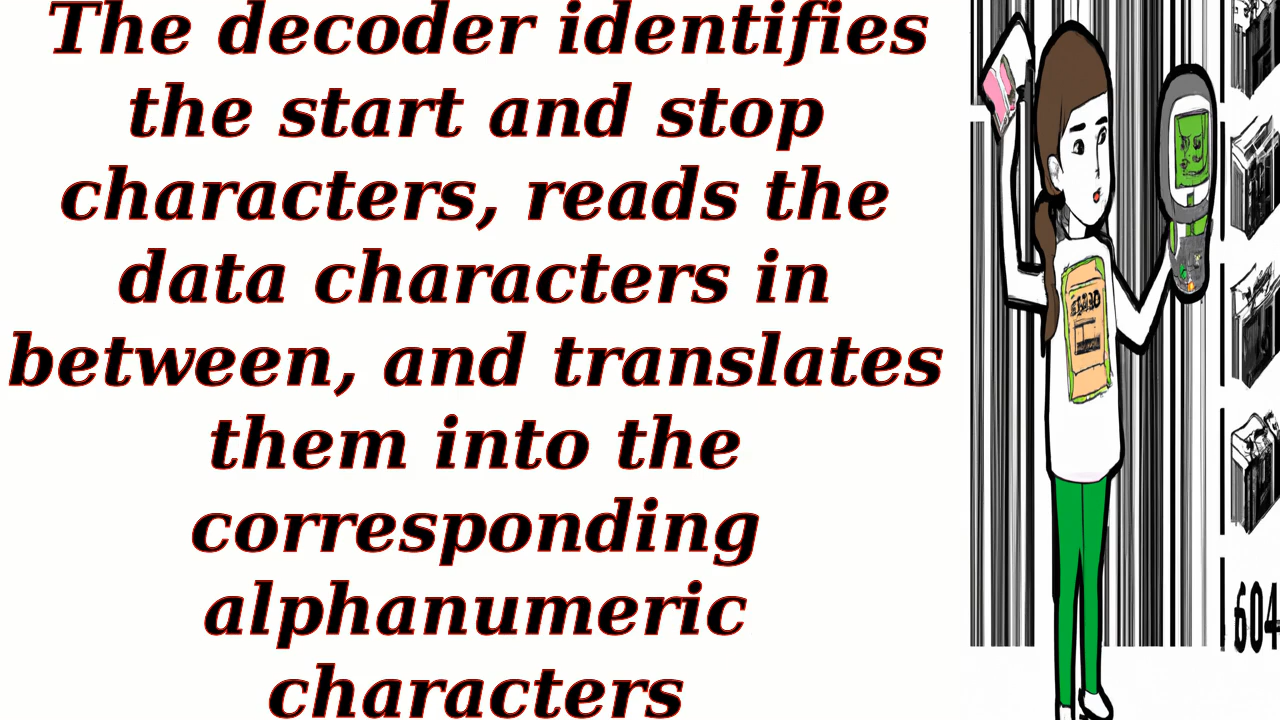 The decoder identifies
the start and stop
characters, reads the
data characters in
between, and translates
them into the
corresponding
alphanumeric
characters
604